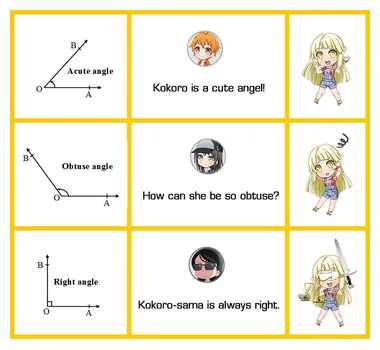 B
Acute angle
O
A
Kokoro is a cute angel!
B
Obtuse angle
O
A
How can she be so obtuse?
B
Right angle
O
A
Kokoro-sama is always right.